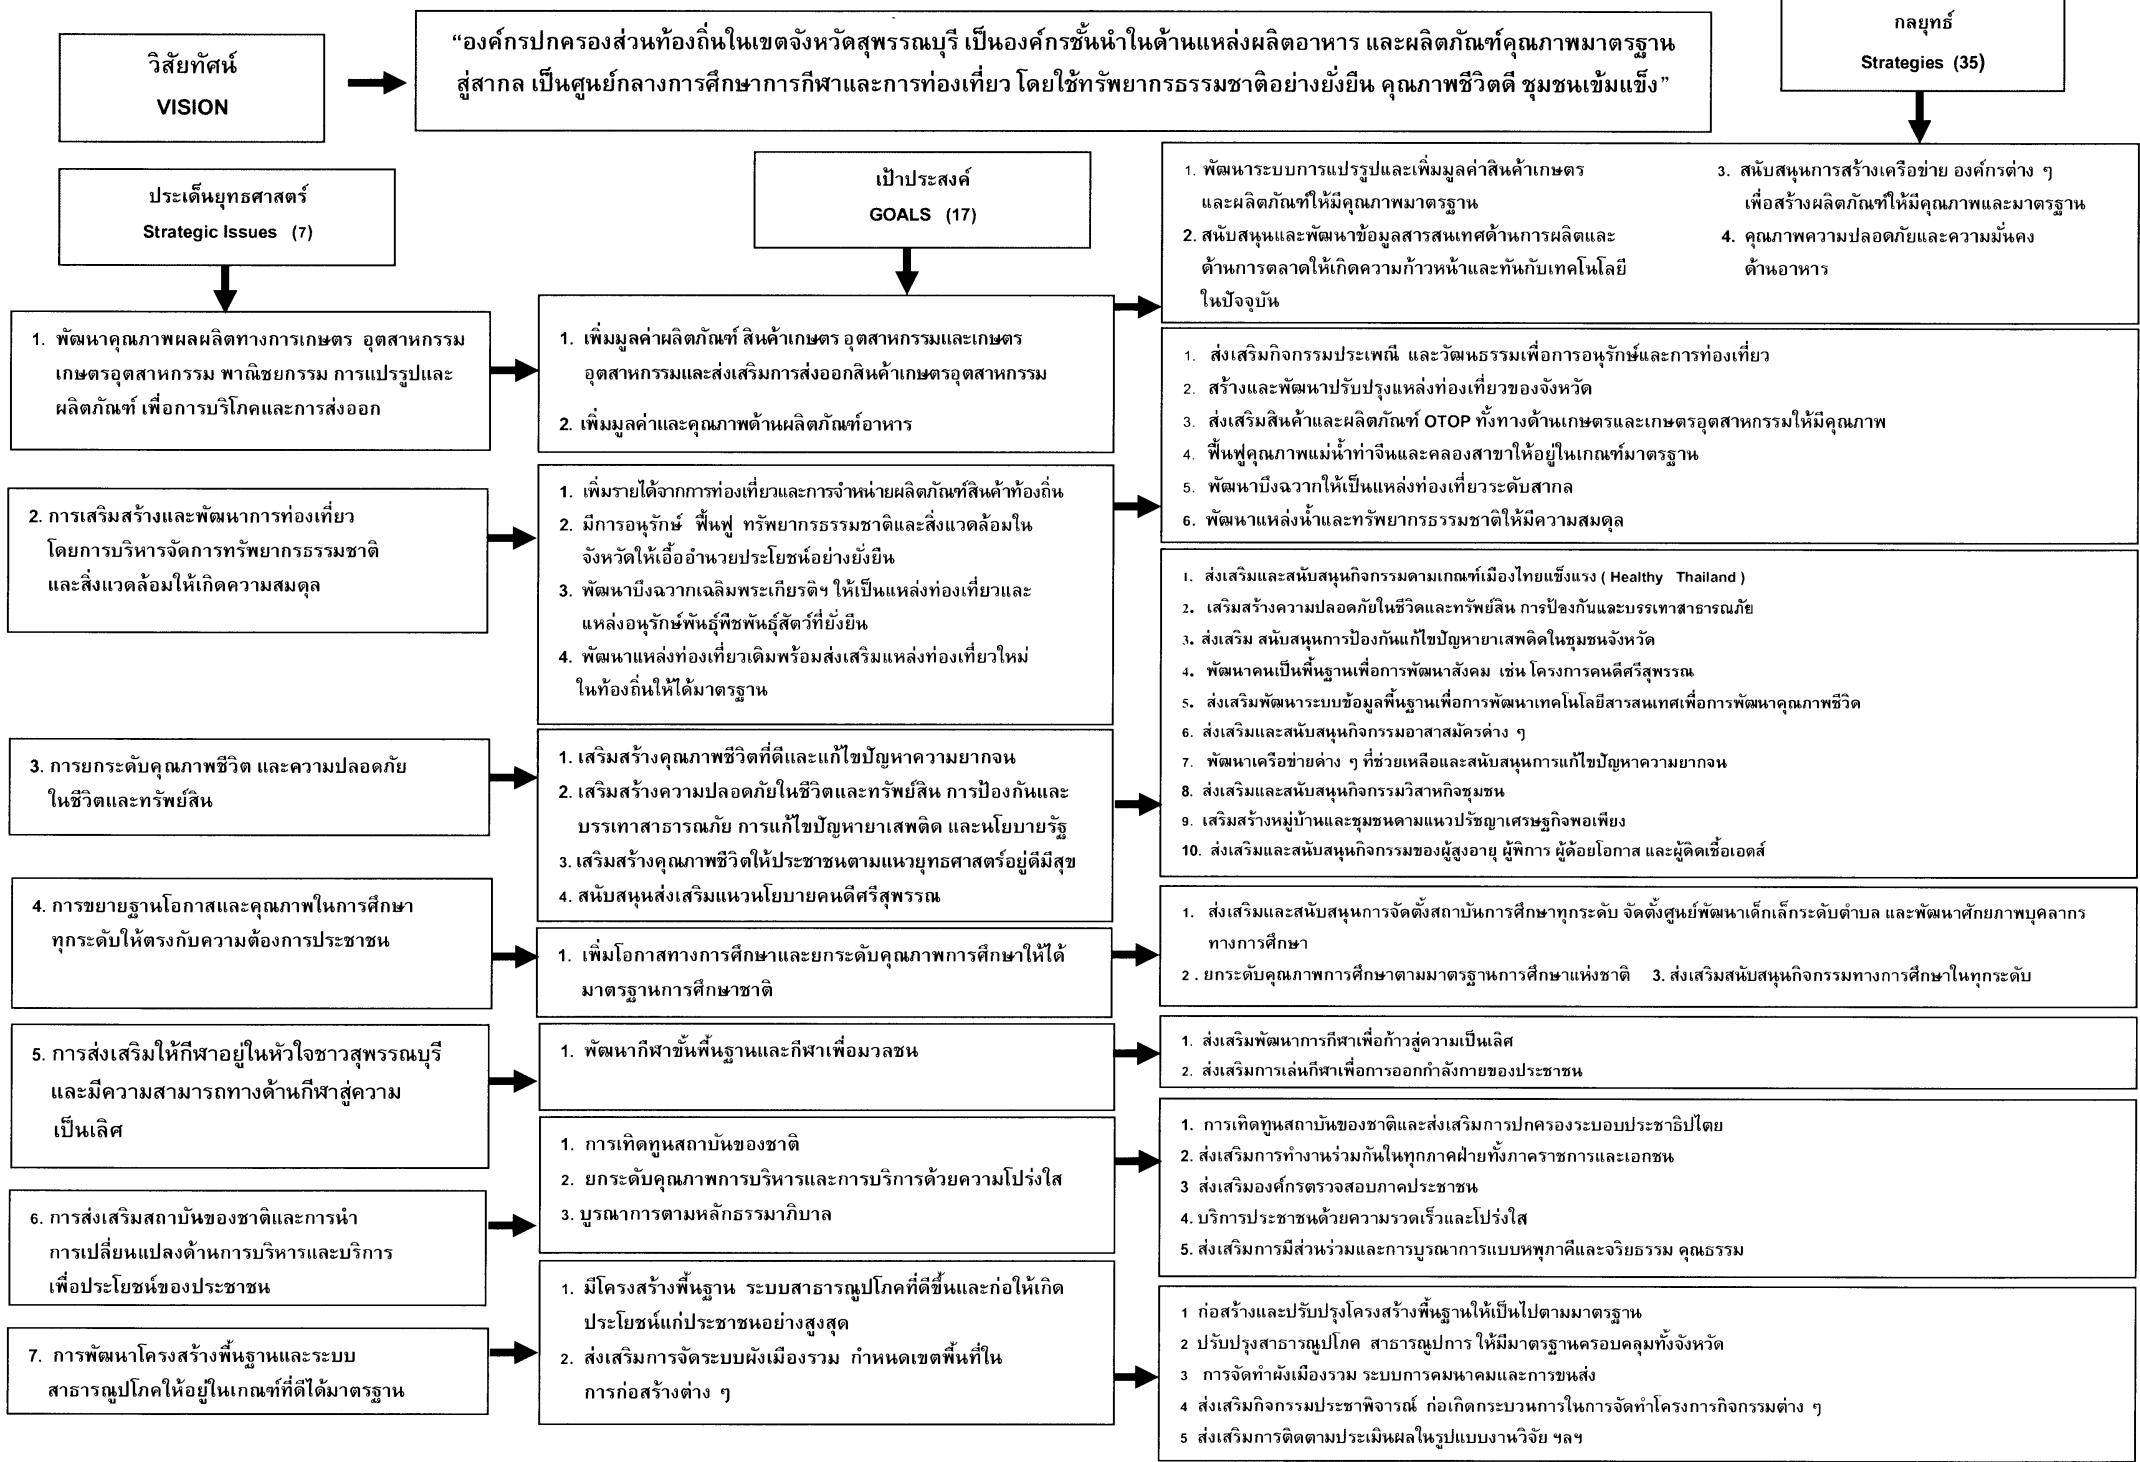 วิสัยทัศน์
VISION
“องค์กรปกครองส่วนท้องถิ่นในเขตจังหวัดสุพรรณบุรี เป็นองค์กรชั้นนำในด้านแหล่งผลิตอาหาร และผลิตภัณฑ์คุณภาพมาตรฐาน
สู่สากล เป็นศูนย์กลางการศึกษาการกีฬาและการท่องเที่ยว โดยใช้ทรัพยากรธรรมชาติอย่างยั่งยืน คุณภาพชีวิตดี ชุมชนเข้มแข็ง”
กลยุทธ์
Strategies (35)
ประเด็นยุทธศาสตร์
Strategic Issues (7)
เป้าประสงค์
GOALS (17)
1. พัฒนาคุณภาพผลผลิตทางการเกษตร อุตสาหกรรม
เกษตรอุตสาหกรรม พาณิชยกรรม การแปรรูปและ
ผลิตภัณฑ์ เพื่อการบริโภคและการส่งออก
1. เพิ่มมูลค่าผลิตภัณฑ์ สินค้าเกษตร อุตสาหกรรมและเกษตร
อุตสาหกรรมและส่งเสริมการส่งออกสินค้าเกษตรอุตสาหกรรม
2. เพิ่มมูลค่าและคุณภาพด้านผลิตภัณฑ์อาหาร
1. พัฒนาระบบการแปรรูปและเพิ่มมูลค่าสินค้าเกษตร
และผลิตภัณฑ์ให้มีคุณภาพมาตรฐาน
2. สนับสนุนและพัฒนาข้อมูลสารสนเทศด้านการผลิตและ
ด้านการตลาดให้เกิดความก้าวหน้าและทันกับเทคโนโลยี
ในปัจจุบัน
3. สนับสนุนการสร้างเครือข่าย องค์กรต่าง ๆ
เพื่อสร้างผลิตภัณฑ์ให้มีคุณภาพและมาตรฐาน
4. คุณภาพความปลอดภัยและความมั่นคง
ด้านอาหาร
2. การเสริมสร้างและพัฒนาการท่องเที่ยว
โดยการบริหารจัดการทรัพยากรธรรมชาติ
และสิ่งแวดล้อมให้เกิดความสมดุล
1. เพิ่มรายได้จากการท่องเที่ยวและการจำหน่ายผลิตภัณฑ์สินค้าท้องถิ่น
2. มีการอนุรักษ์ ฟื้นฟู ทรัพยากรธรรมชาติและสิ่งแวดล้อมใน
จังหวัดให้เอื้ออำนวยประโยชน์อย่างยั่งยืน
3. พัฒนาบึงฉวากเฉลิมพระเกียรติฯ ให้เป็นแหล่งท่องเที่ยวและ
แหล่งอนุรักษ์พันธุ์พืชพันธุ์สัตว์ที่ยั่งยืน
4. พัฒนาแหล่งท่องเที่ยวเดิมพร้อมส่งเสริมแหล่งท่องเที่ยวใหม่
ในท้องถิ่นให้ได้มาตรฐาน
1. ส่งเสริมกิจกรรมประเพณี และวัฒนธรรมเพื่อการอนุรักษ์และการท่องเที่ยว
2. สร้างและพัฒนาปรับปรุงแหล่งท่องเที่ยวของจังหวัด
3. ส่งเสริมสินค้าและผลิตภัณฑ์ OTOP ทั้งทางด้านเกษตรและเกษตรอุตสาหกรรมให้มีคุณภาพ
4. ฟื้นฟูคุณภาพแม่น้ำท่าจีนและคลองสาขาให้อยู่ในเกณฑ์มาตรฐาน
5. พัฒนาบึงฉวากให้เป็นแหล่งท่องเที่ยวระดับสากล
6. พัฒนาแหล่งน้ำและทรัพยากรธรรมชาติให้มีความสมดุล
3. การยกระดับคุณภาพชีวิต และความปลอดภัย
ในชีวิตและทรัพย์สิน
1. เสริมสร้างคุณภาพชีวิตที่ดีและแก้ไขปัญหาความยากจน
2. เสริมสร้างความปลอดภัยในชีวิตและทรัพย์สิน การป้องกันและ
บรรเทาสาธารณภัย การแก้ไขปัญหายาเสพติด และนโยบายรัฐ
3. เสริมสร้างคุณภาพชีวิตให้ประชาชนตามแนวยุทธศาสตร์อยู่ดีมีสุข
4. สนับสนุนส่งเสริมแนวนโยบายคนดีศรีสุพรรณ
1. ส่งเสริมและสนับสนุนกิจกรรมตามเกณฑ์เมืองไทยแข็งแรง ( Healthy Thailand )
2. เสริมสร้างความปลอดภัยในชีวิตและทรัพย์สิน การป้องกันและบรรเทาสาธารณภัย
3. ส่งเสริม สนับสนุนการป้องกันแก้ไขปัญหายาเสพติดในชุมชนจังหวัด
4. พัฒนาคนเป็นพื้นฐานเพื่อการพัฒนาสังคม เช่น โครงการคนดีศรีสุพรรณ
5. ส่งเสริมพัฒนาระบบข้อมูลพื้นฐานเพื่อการพัฒนาเทคโนโลยีสารสนเทศเพื่อการพัฒนาคุณภาพชีวิต
6. ส่งเสริมและสนับสนุนกิจกรรมอาสาสมัครต่าง ๆ
7. พัฒนาเครือข่ายต่าง ๆ ที่ช่วยเหลือและสนับสนุนการแก้ไขปัญหาความยากจน
8. ส่งเสริมและสนับสนุนกิจกรรมวิสาหกิจชุมชน
9. เสริมสร้างหมู่บ้านและชุมชนตามแนวปรัชญาเศรษฐกิจพอเพียง
10. ส่งเสริมและสนับสนุนกิจกรรมของผู้สูงอายุ ผู้พิการ ผู้ด้อยโอกาส และผู้ติดเชื้อเอดส์
4. การขยายฐานโอกาสและคุณภาพในการศึกษา
ทุกระดับให้ตรงกับความต้องการประชาชน
1. เพิ่มโอกาสทางการศึกษาและยกระดับคุณภาพการศึกษาให้ได้
มาตรฐานการศึกษาชาติ
1. ส่งเสริมและสนับสนุนการจัดตั้งสถาบันการศึกษาทุกระดับ จัดตั้งศูนย์พัฒนาเด็กเล็กระดับตำบล และพัฒนาศักยภาพบุคลากร
ทางการศึกษา
2 . ยกระดับคุณภาพการศึกษาตามมาตรฐานการศึกษาแห่งชาติ 3. ส่งเสริมสนับสนุนกิจกรรมทางการศึกษาในทุกระดับ
5. การส่งเสริมให้กีฬาอยู่ในหัวใจชาวสุพรรณบุรี
และมีความสามารถทางด้านกีฬาสู่ความ
เป็นเลิศ
1. พัฒนากีฬาขั้นพื้นฐานและกีฬาเพื่อมวลชน
1. ส่งเสริมพัฒนาการกีฬาเพื่อก้าวสู่ความเป็นเลิศ
2. ส่งเสริมการเล่นกีฬาเพื่อการออกกำลังกายของประชาชน
6. การส่งเสริมสถาบันของชาติและการนำ
การเปลี่ยนแปลงด้านการบริหารและบริการ
เพื่อประโยชน์ของประชาชน
1. การเทิดทูนสถาบันของชาติ
2. ยกระดับคุณภาพการบริหารและการบริการด้วยความโปร่งใส
3. บูรณาการตามหลักธรรมาภิบาล
1. การเทิดทูนสถาบันของชาติและส่งเสริมการปกครองระบอบประชาธิปไตย
2. ส่งเสริมการทำงานร่วมกันในทุกภาคฝ่ายทั้งภาคราชการและเอกชน
3 ส่งเสริมองค์กรตรวจสอบภาคประชาชน
4. บริการประชาชนด้วยความรวดเร็วและโปร่งใส
5. ส่งเสริมการมีส่วนร่วมและการบูรณาการแบบหพุภาคีและจริยธรรม คุณธรรม
7. การพัฒนาโครงสร้างพื้นฐานและระบบ
สาธารณูปโภคให้อยู่ในเกณฑ์ที่ดีได้มาตรฐาน
1. มีโครงสร้างพื้นฐาน ระบบสาธารณูปโภคที่ดีขึ้นและก่อให้เกิด
ประโยชน์แก่ประชาชนอย่างสูงสุด
2. ส่งเสริมการจัดระบบผังเมืองรวม กำหนดเขตพื้นที่ใน
การก่อสร้างต่าง ๆ
1 ก่อสร้างและปรับปรุงโครงสร้างพื้นฐานให้เป็นไปตามมาตรฐาน
2 ปรับปรุงสาธารณูปโภค สาธารณูปการ ให้มีมาตรฐานครอบคลุมทั้งจังหวัด
3 การจัดทำผังเมืองรวม ระบบการคมนาคมและการขนส่ง
4 ส่งเสริมกิจกรรมประชาพิจารณ์ ก่อเกิดกระบวนการในการจัดทำโครงการกิจกรรมต่าง ๆ
5 ส่งเสริมการติดตามประเมินผลในรูปแบบงานวิจัย ฯลฯ